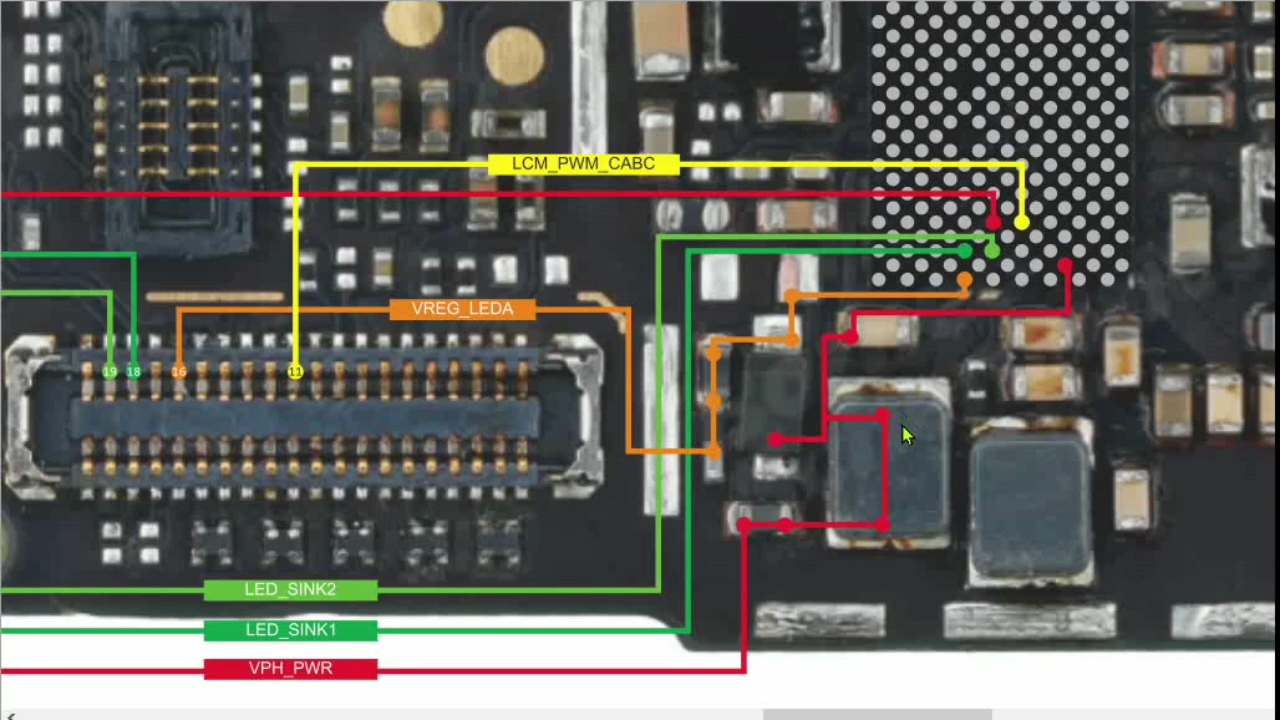 LCM_PWM_CABC
VREG_LEDA
19
18
16
11
LED_SINK2
LED_SINK1
VPH_PWR